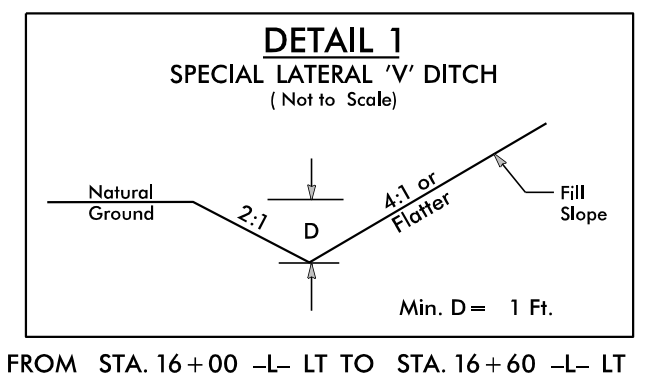 DETAIL 1
SPECIAL LATERAL 'V' DITCH
( Not to Scale)
Natural
Ground
2:1
D
4:1 or
Flatter
Fill
Slope
Min. D = 1 Ft.
FROM STA. 16+00 –L– LT TO STA. 16+60 –L– LT